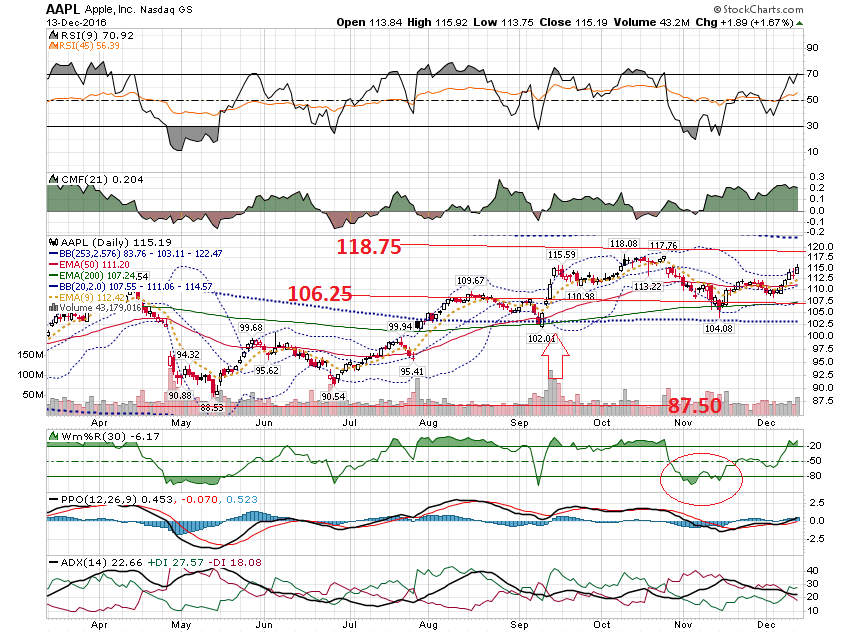 AAPL Apple, Inc. Nasdaq GS © StockCharts.com
13-Dec-2016 Open 113.84 High 115.92 Low 113.75 Close 115.19 Volume 43.2M Chg +1.89 (+1.67%)
RSI(9) 70.92
RSI(45) 56.39
90
70
50
30
10
CMF(21) 0.204
0.3
0.2
0.1
0.0
-0.1
-0.2
AAPL (Daily) 115.19
BB(253,2.576) 83.76 - 103.11 - 122.47
EMA(50) 111.20
EMA(200) 107.24
.54
BB(20,2.0) 107.55 - 111.06 - 114.57
EMA(9) 112.42
Volume 43,179,016
118.75
106.25
87.50
115.59
118.08
117.76
109.67
110.98
113.22
99.68
99.94
102.01
104.08
94.32
95.62
95.41
90.88
88.53
90.54
120.0
117.5
115.0
112.5
110.0
107.5
105.0
102.5
100.0
97.5
95.0
92.5
90.0
87.5
150M
100M
50M
Apr May Jun Jul Aug Sep Oct Nov Dec
Wm%R(30) -6.17
-20
-50
-80
PPO(12,26,9) 0.453, -0.070, 0.523
2.5
0.0
-2.5
ADX(14) 22.66 +DI 27.57 -DI 18.08
40
30
20
10
Apr May Jun Jul Aug Sep Oct Nov Dec